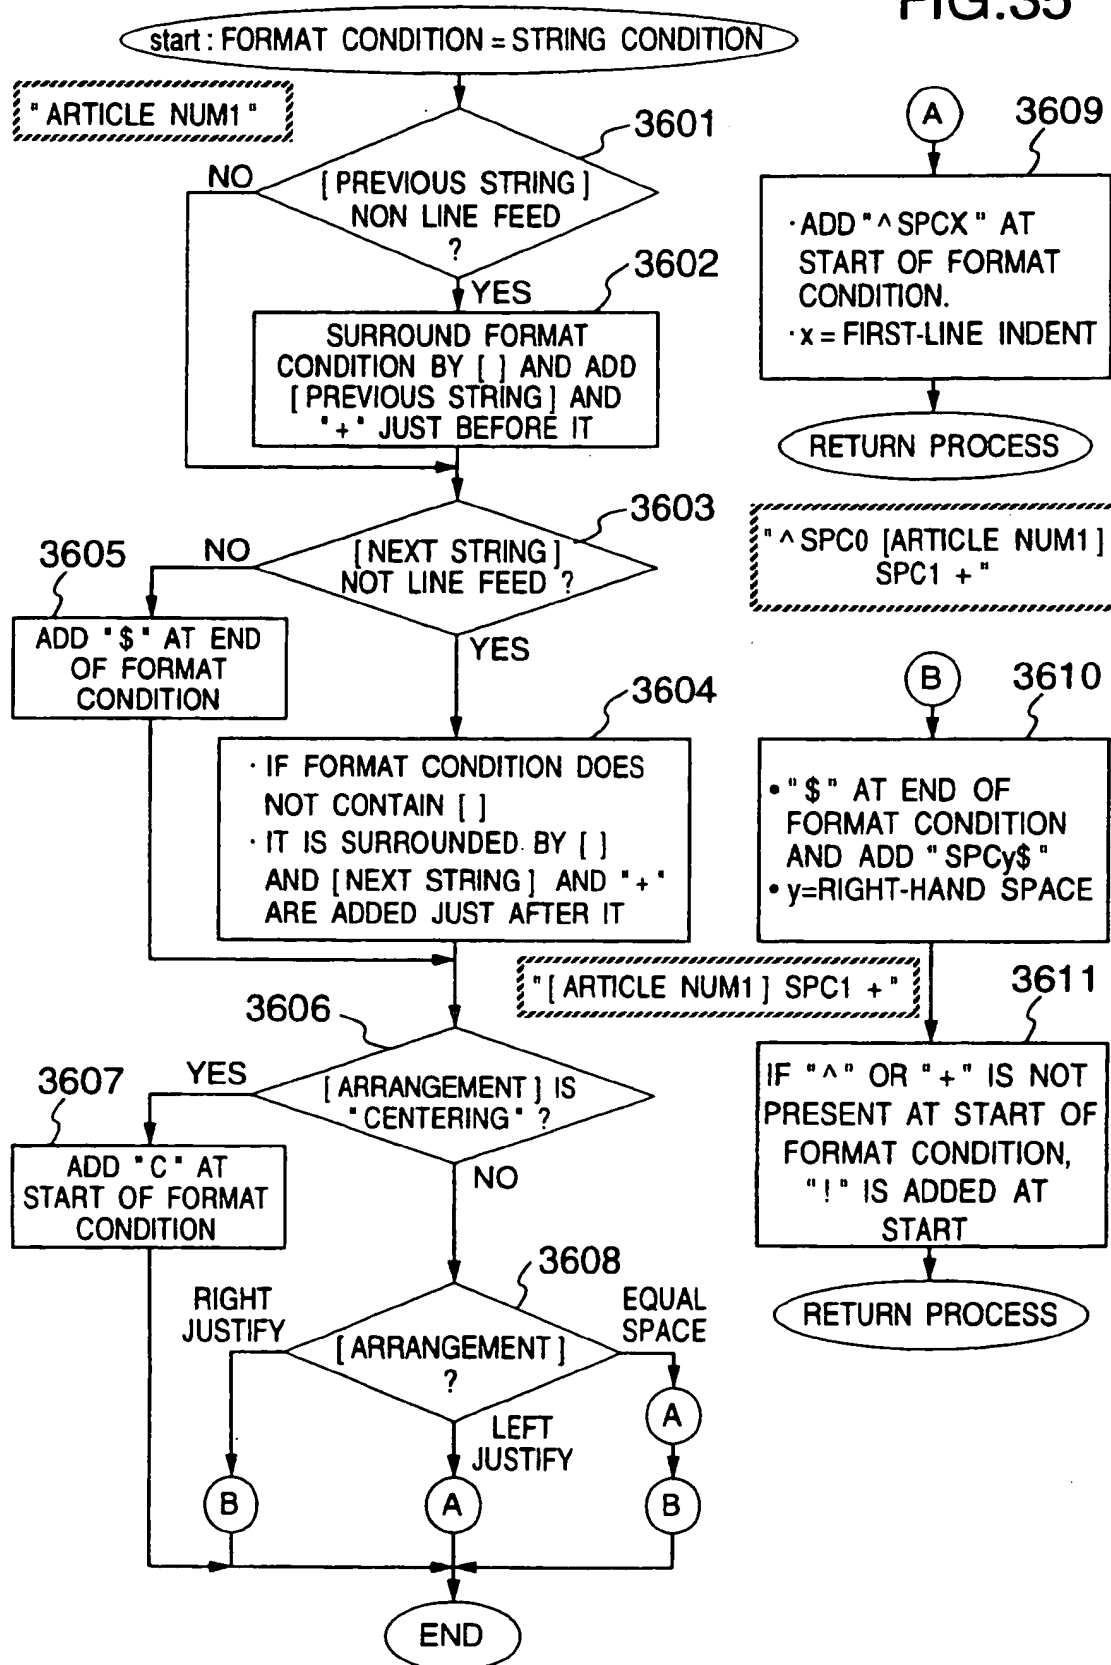 FIG.35
start : FORMAT CONDITION = STRING CONDITION
"ARTICLE NUM1"
3601
NO
[PREVIOUS STRING]
NON LINE FEED
?
3602
YES
SURROUND FORMAT
CONDITION BY [ ] AND ADD
[PREVIOUS STRING] AND
"+" JUST BEFORE IT
3603
NO
[NEXT STRING]
NOT LINE FEED ?
3605
ADD "$" AT END
OF FORMAT
CONDITION
YES
3604
· IF FORMAT CONDITION DOES
NOT CONTAIN [ ]
· IT IS SURROUNDED BY [ ]
AND [NEXT STRING] AND "+"
ARE ADDED JUST AFTER IT
"[ARTICLE NUM1] SPC1 +"
3606
YES
[ARRANGEMENT] IS
"CENTERING" ?
3607
ADD "C" AT
START OF FORMAT
CONDITION
NO
3608
RIGHT
JUSTIFY
EQUAL
SPACE
[ARRANGEMENT]
?
LEFT
JUSTIFY
B
A
A
B
END
A
3609
· ADD "^SPCX" AT
START OF FORMAT
CONDITION.
· x = FIRST-LINE INDENT
RETURN PROCESS
"^SPC0 [ARTICLE NUM1]
SPC1 +"
B
3610
• "$" AT END OF
FORMAT CONDITION
AND ADD "SPCy$"
• y=RIGHT-HAND SPACE
3611
IF "^" OR "+" IS NOT
PRESENT AT START OF
FORMAT CONDITION,
"!" IS ADDED AT
START
RETURN PROCESS